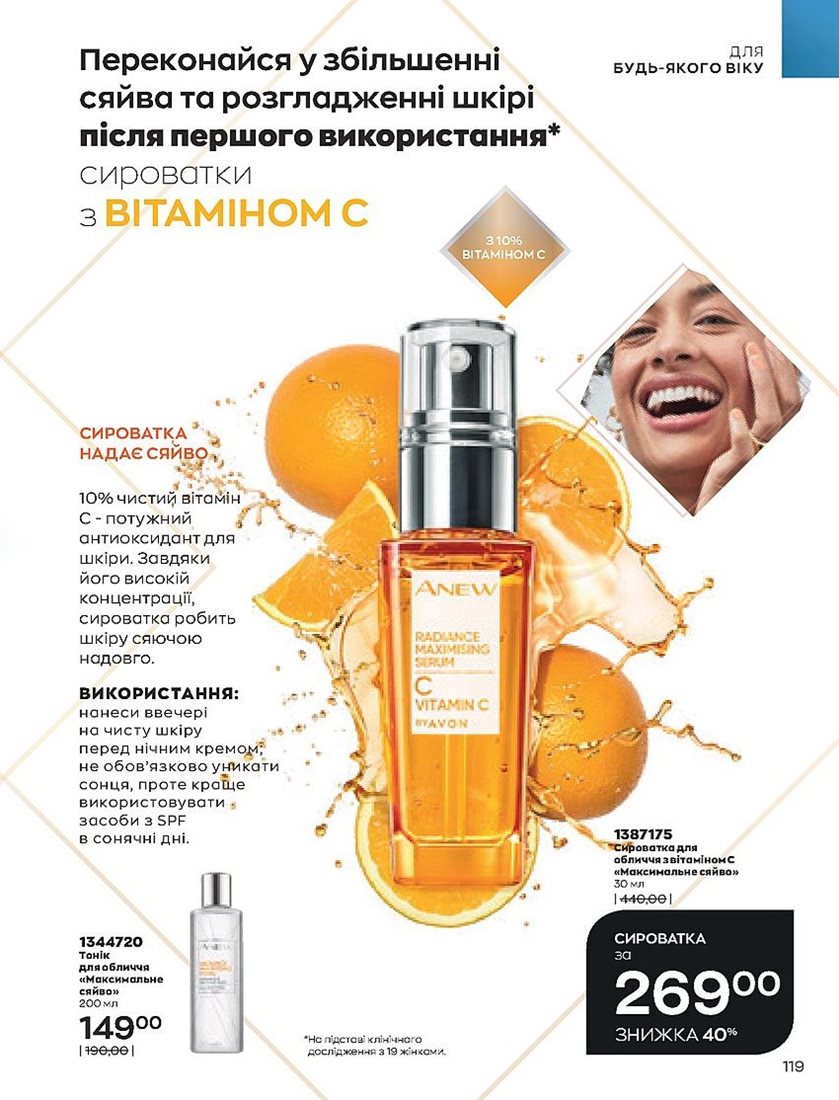 Переконайся у збільшенні
сяйва та розгладженні шкірі
після першого використання*
сироватки
з ВІТАМІНОМ С
ДЛЯ
БУДЬ-ЯКОГО ВІКУ
З 10%
ВІТАМІНОМ С
СИРОВАТКА
НАДАЄ СЯЙВО
10% чистий вітамін
С - потужний
антиоксидант для
шкіри. Завдяки
його високій
концентрації,
сироватка робить
шкіру сяючою
надовго.
ВИКОРИСТАННЯ:
нанеси ввечері
на чисту шкіру
перед нічним кремом;
не обов’язково уникати
сонця, проте краще
використовувати
засоби з SPF
в сонячні дні.
ANEW
RADIANCE
MAXIMISING
SERUM
C
VITAMIN C
BY AVON
1387175
Сироватка для
обличчя з вітаміном С
«Максимальне сяйво»
30 мл
| 440,00 |
СИРОВАТКА
за
269⁰⁰
ЗНИЖКА 40%
1344720
Тонік
для обличчя
«Максимальне
сяйво»
200 мл
149⁰⁰
| 190,00 |
*На підставі клінічного
дослідження з 19 жінками.
119